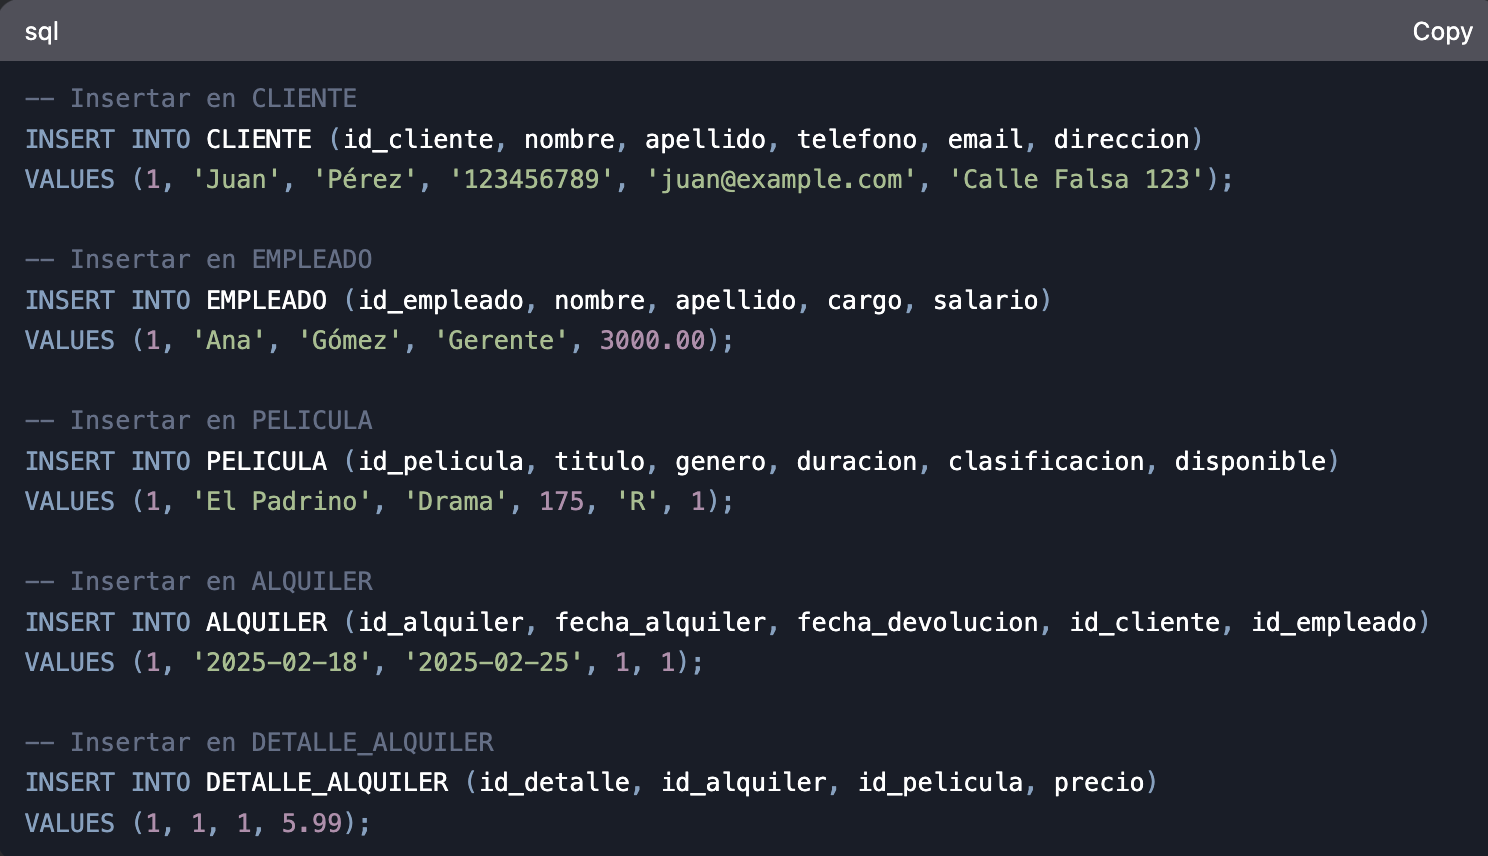 sql
Copy
-- Insertar en CLIENTE
INSERT INTO CLIENTE (id_cliente, nombre, apellido, telefono, email, direccion)
VALUES (1, 'Juan', 'Pérez', '123456789', 'juan@example.com', 'Calle Falsa 123');
-- Insertar en EMPLEADO
INSERT INTO EMPLEADO (id_empleado, nombre, apellido, cargo, salario)
VALUES (1, 'Ana', 'Gómez', 'Gerente', 3000.00);
-- Insertar en PELICULA
INSERT INTO PELICULA (id_pelicula, titulo, genero, duracion, clasificacion, disponible)
VALUES (1, 'El Padrino', 'Drama', 175, 'R', 1);
-- Insertar en ALQUILER
INSERT INTO ALQUILER (id_alquiler, fecha_alquiler, fecha_devolucion, id_cliente, id_empleado)
VALUES (1, '2025-02-18', '2025-02-25', 1, 1);
-- Insertar en DETALLE_ALQUILER
INSERT INTO DETALLE_ALQUILER (id_detalle, id_alquiler, id_pelicula, precio)
VALUES (1, 1, 1, 5.99);